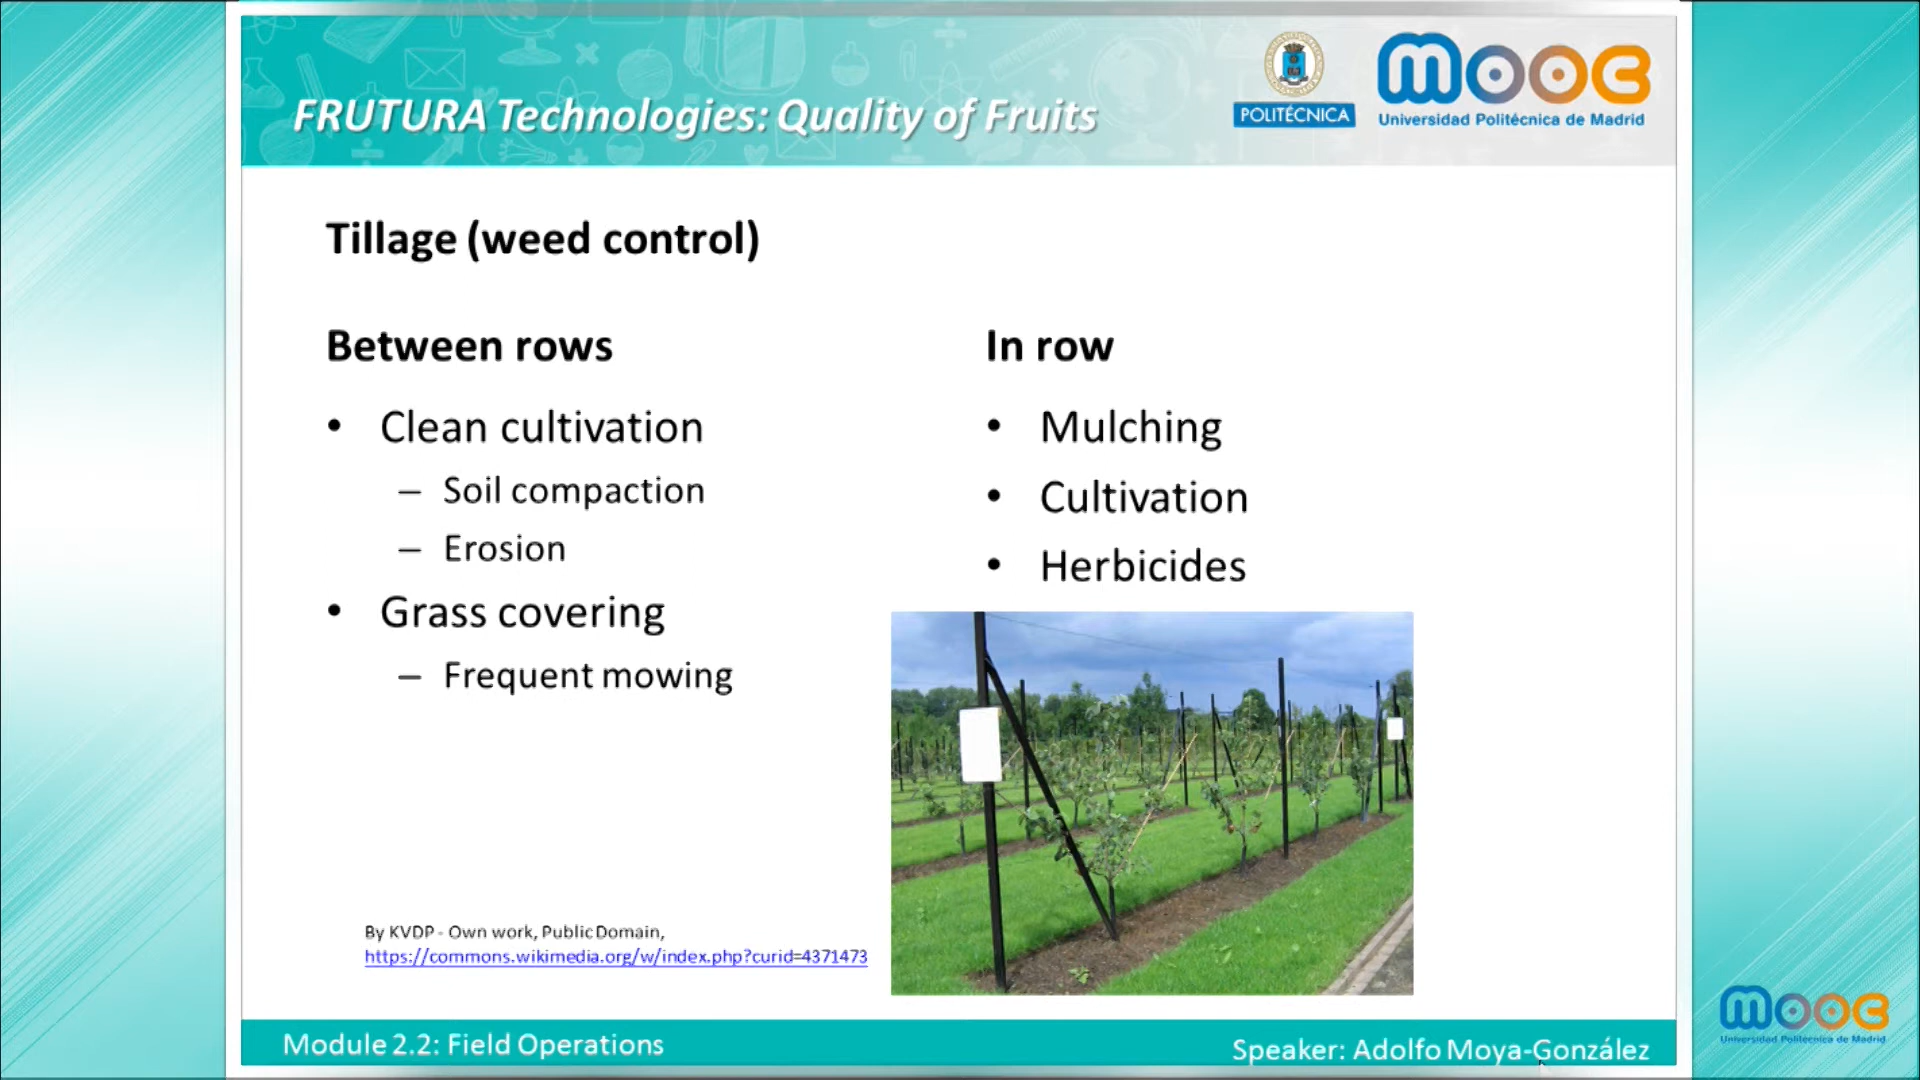 FRUTURA Technologies: Quality of Fruits
POLITÉCNICA
mooc
Universidad Politécnica de Madrid
Tillage (weed control)
Between rows
• Clean cultivation
– Soil compaction
– Erosion
• Grass covering
– Frequent mowing
In row
• Mulching
• Cultivation
• Herbicides
By KVDP - Own work, Public Domain,
https://commons.wikimedia.org/w/index.php?curid=4371473
Module 2.2: Field Operations
Speaker: Adolfo Moya-González
mooc
Universidad Politécnica de Madrid